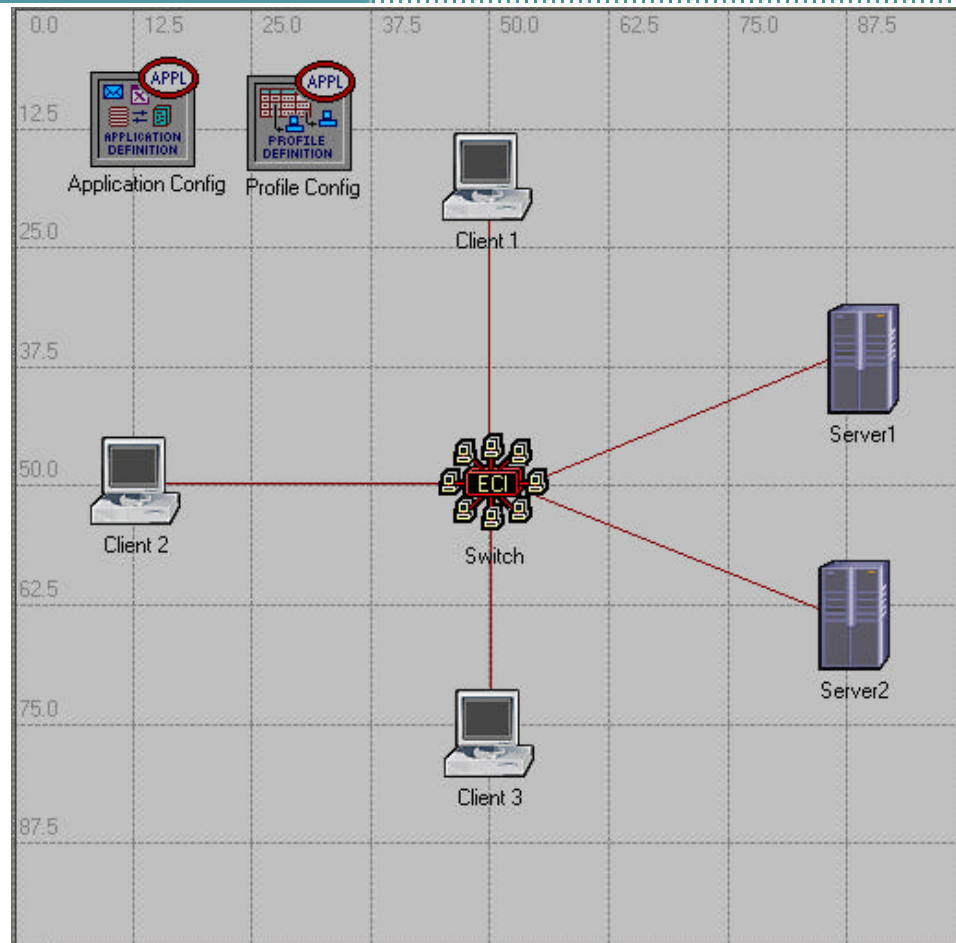 0.0 12.5 25.0 37.5 50.0 62.5 75.0 87.5
APPL
APPL
12.5
APPLICATION
DEFINITION
PROFILE
DEFINITION
Application Config
Profile Config
25.0
Client 1
37.5
Server1
50.0
ECI
Client 2
Switch
62.5
Server2
75.0
Client 3
87.5